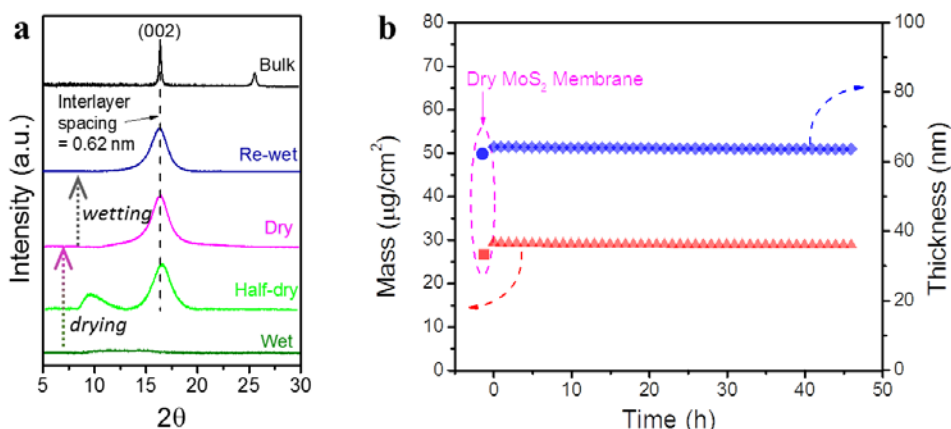 a
(002)
Bulk
Interlayer
spacing
= 0.62 nm
Re-wet
wetting
Dry
Half-dry
drying
Wet
Intensity (a.u.)
5 10 15 20 25 30
2θ
b
Dry MoS₂ Membrane
Mass (µg/cm²)
80
70
60
50
40
30
20
10
0
Thickness (nm)
100
80
60
40
20
0
0 10 20 30 40 50
Time (h)